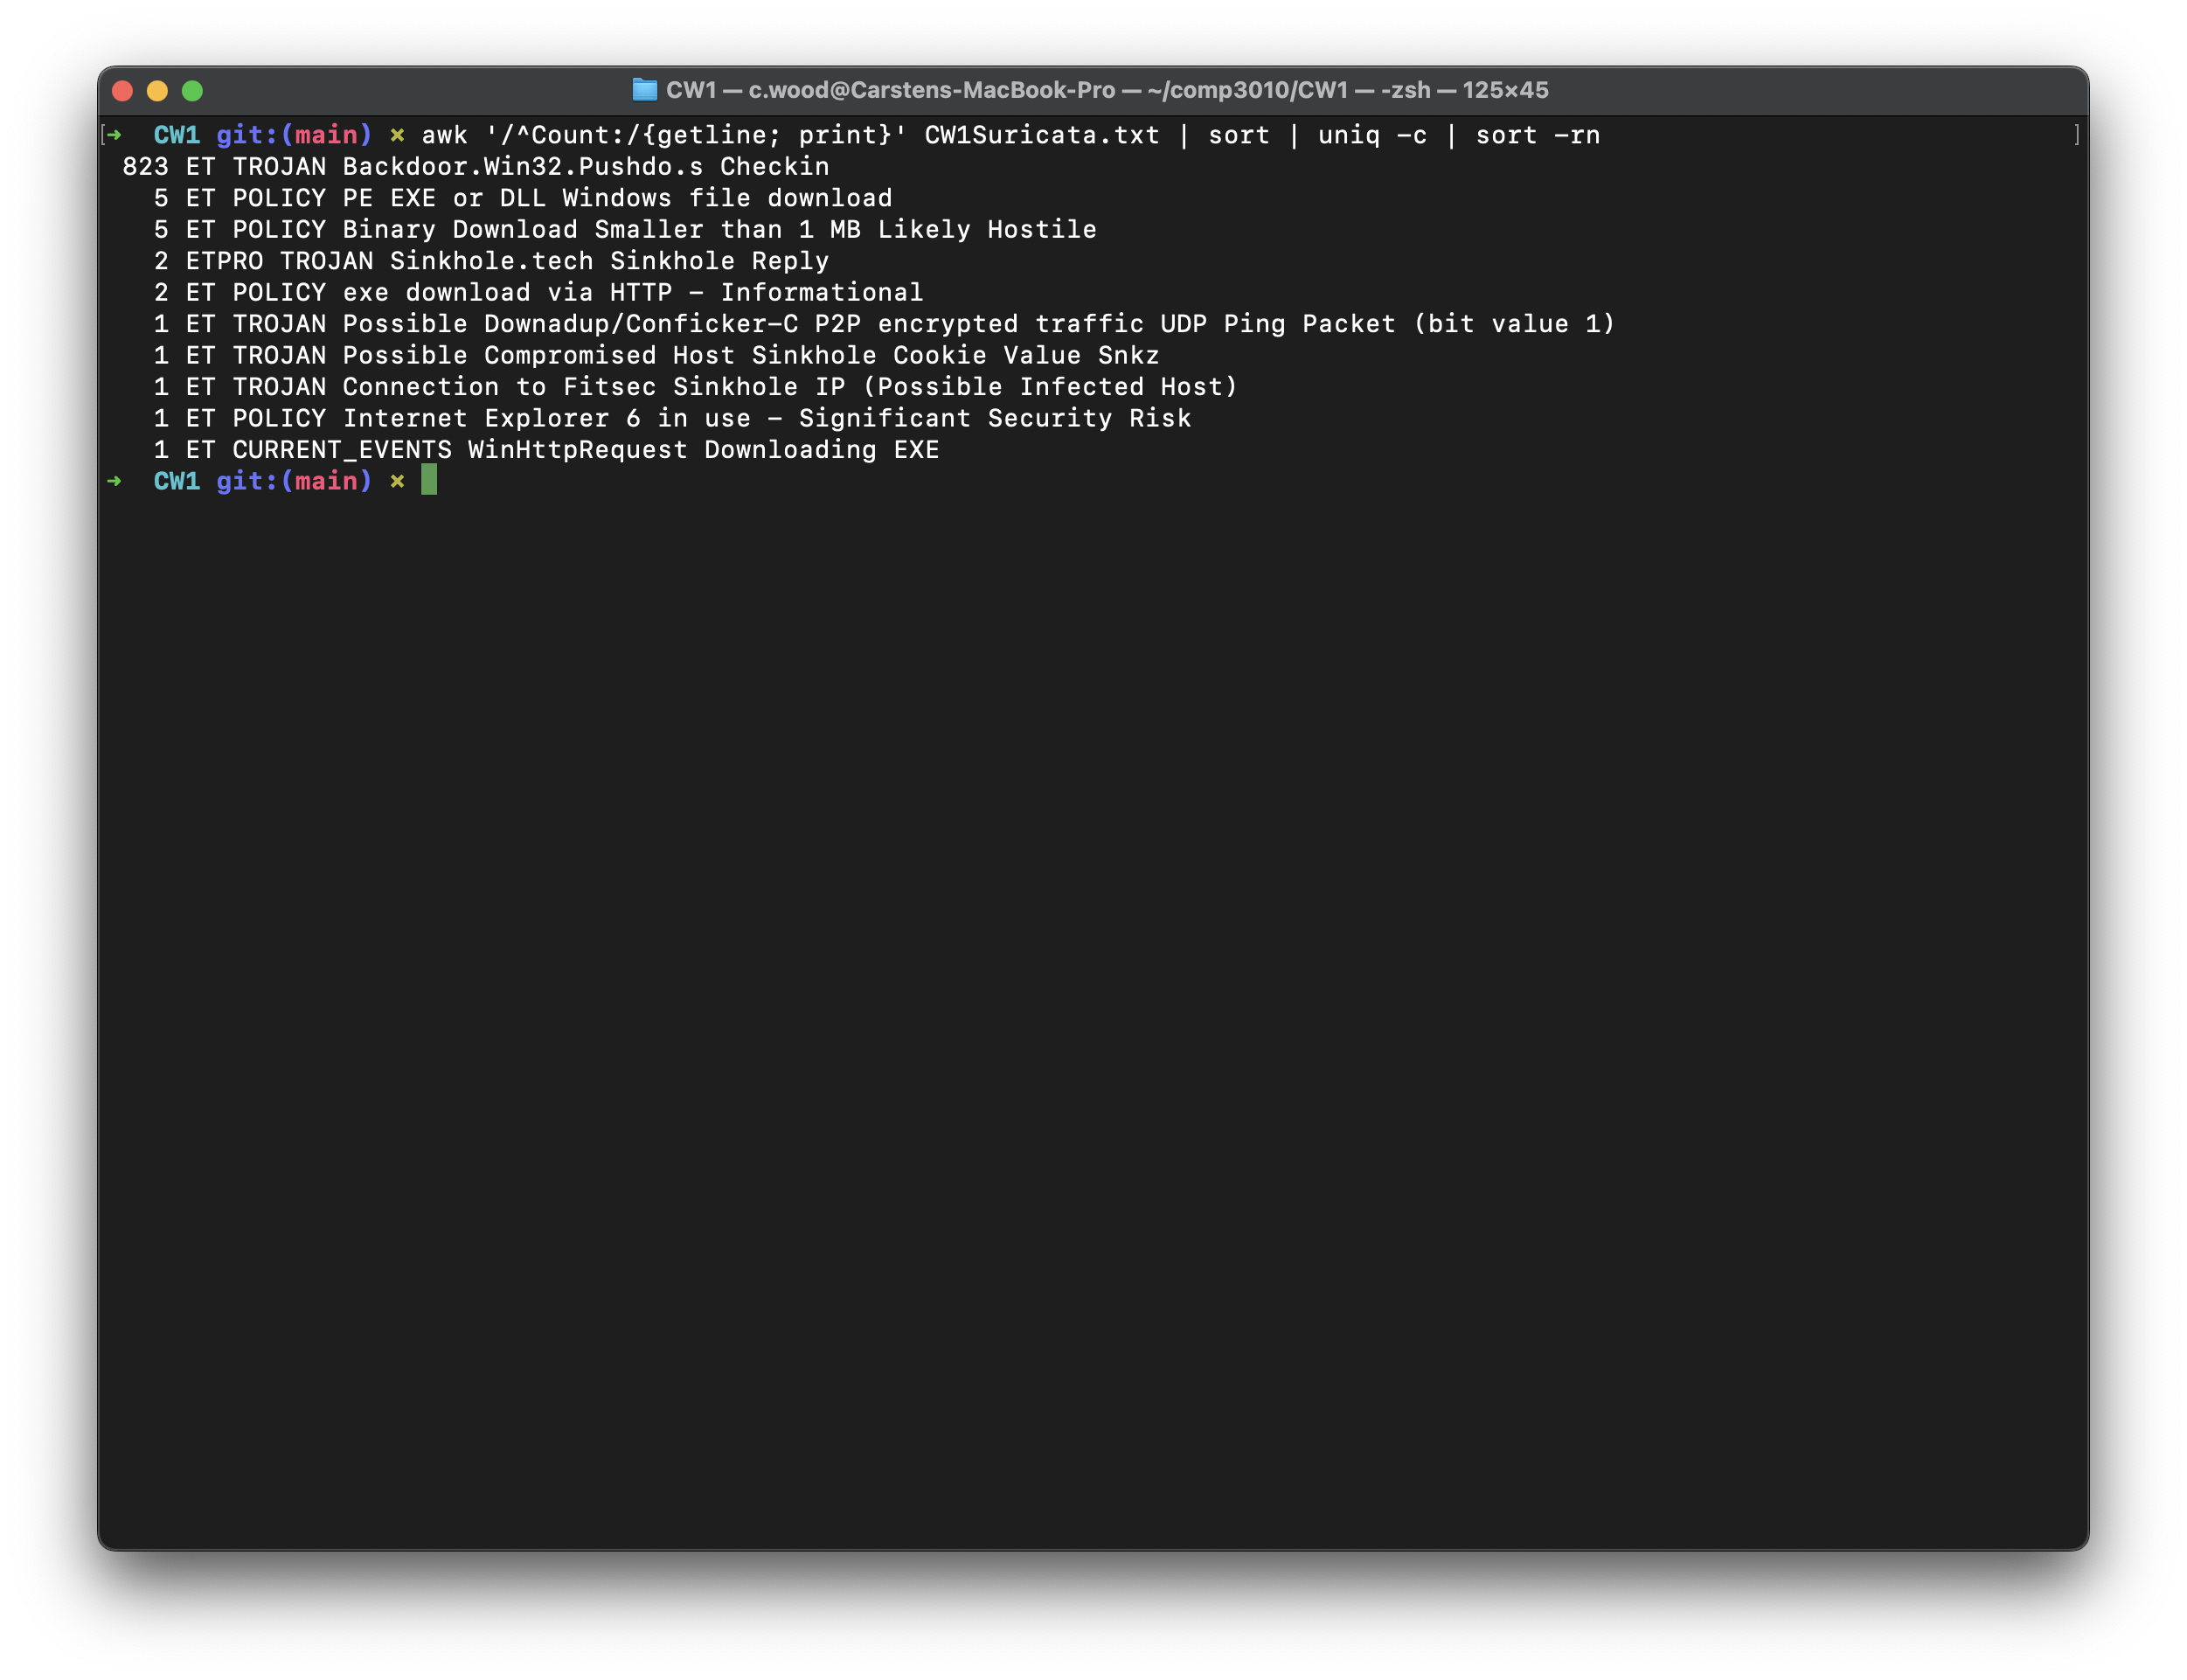 CW1 — c.wood@Carstens-MacBook-Pro — ~/comp3010/CW1 — -zsh — 125×45
[➜  CW1 git:(main) ✗ awk '/^Count:/{getline; print}' CW1Suricata.txt | sort | uniq -c | sort -rn ]
823 ET TROJAN Backdoor.Win32.Pushdo.s Checkin
5 ET POLICY PE EXE or DLL Windows file download
5 ET POLICY Binary Download Smaller than 1 MB Likely Hostile
2 ETPRO TROJAN Sinkhole.tech Sinkhole Reply
2 ET POLICY exe download via HTTP - Informational
1 ET TROJAN Possible Downadup/Conficker-C P2P encrypted traffic UDP Ping Packet (bit value 1)
1 ET TROJAN Possible Compromised Host Sinkhole Cookie Value Snkz
1 ET TROJAN Connection to Fitsec Sinkhole IP (Possible Infected Host)
1 ET POLICY Internet Explorer 6 in use - Significant Security Risk
1 ET CURRENT_EVENTS WinHttpRequest Downloading EXE
➜  CW1 git:(main) ✗